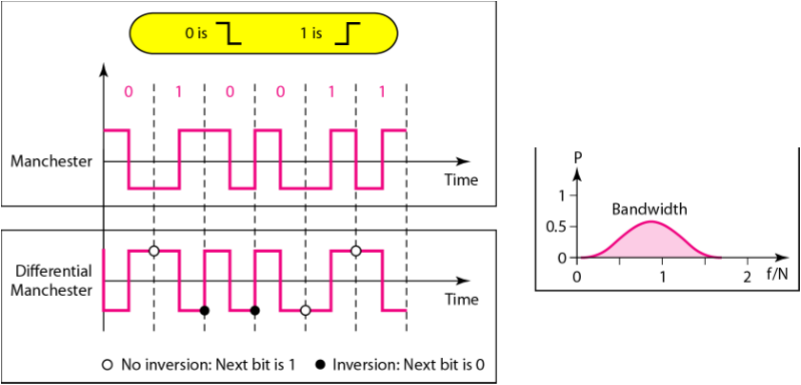 0 is 1 is
0 1 0 0 1 1
Manchester
Time
Differential
Manchester
Time
No inversion: Next bit is 1 Inversion: Next bit is 0
P
1
Bandwidth
0.5
0
0 1 2 f/N